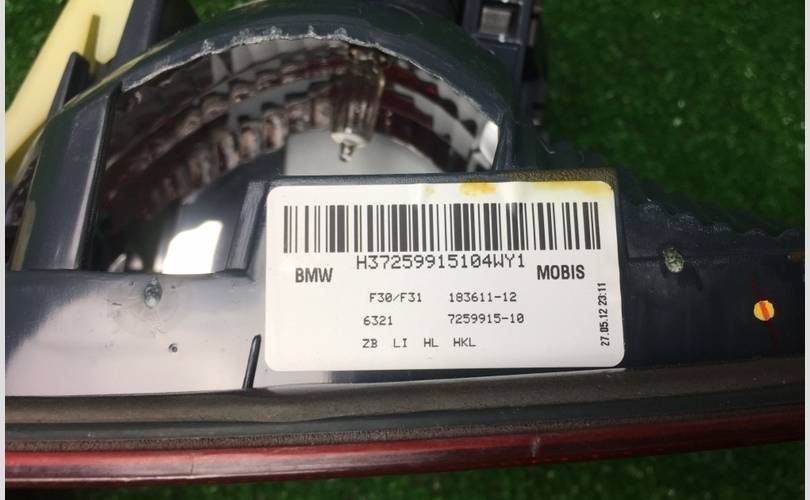 H37259915104WY1
BMW MOBIS
F30/F31 183611-12
6321 7259915-10
ZB LI HL HKL
27.05.12 23:11